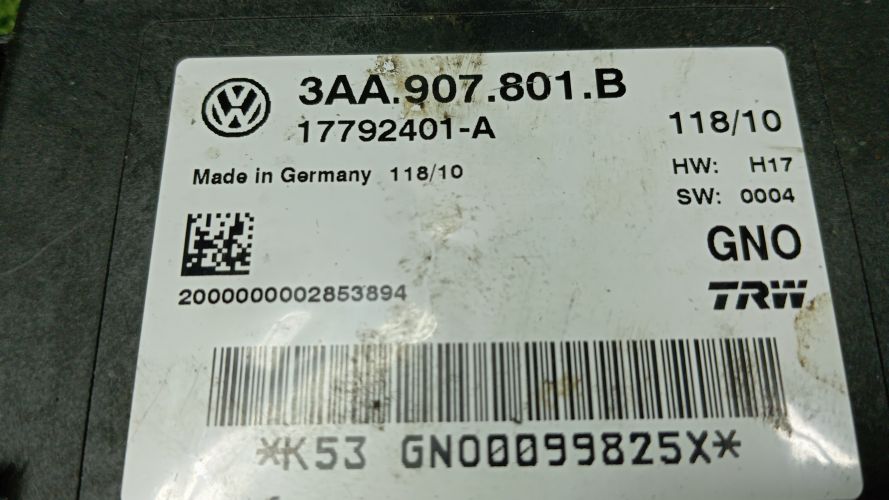 3AA.907.801.B
17792401-A
118/10
Made in Germany 118/10
HW: H17
SW: 0004
GNO
2000000002853894
TRW
*K53 GNO0099825X*